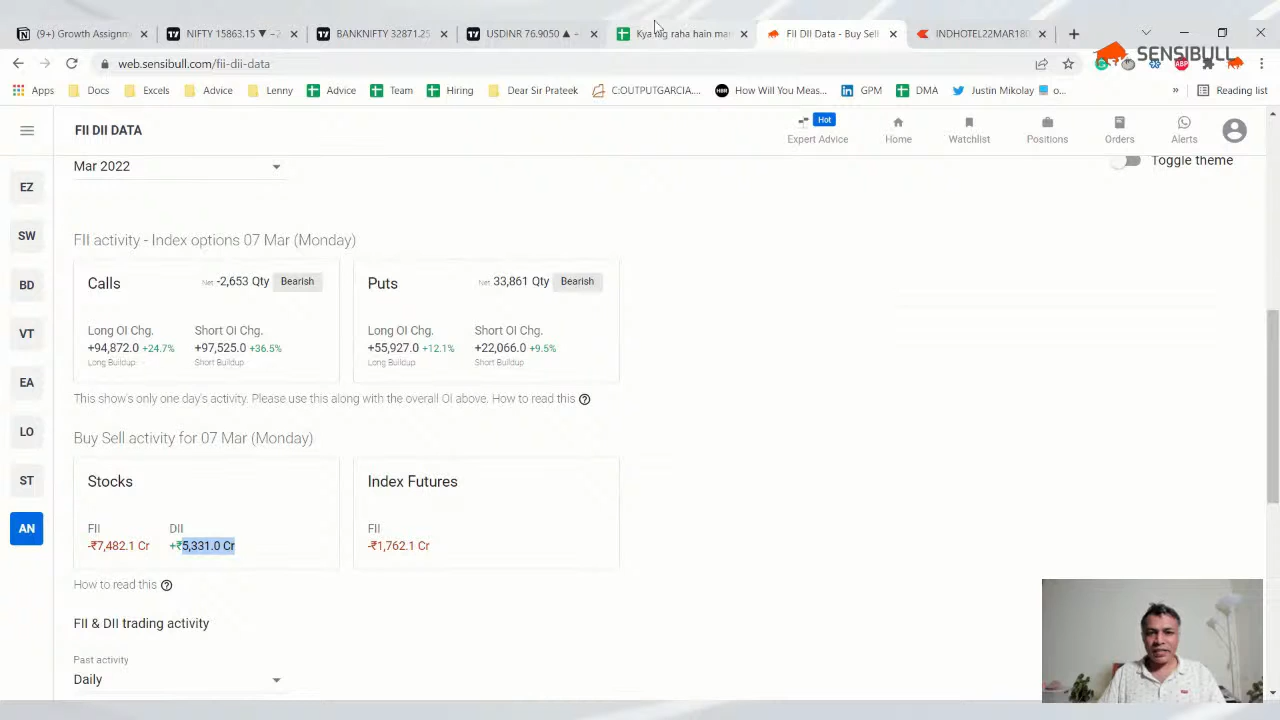 (9+) Growth Assignm
NIFTY 15863.15 ▼ −2
BANKNIFTY 32871.25
USDINR 76.9050 ▲ −
Kya lag raha hain mar
FII DII Data - Buy Sell
INDHOTEL22MAR180
SENSIBULL
web.sensibull.com/fii-dii-data
ABP
Apps
Docs
Excels
Advice
Lenny
Advice
Team
Hiring
Dear Sir Prateek
C:OUTPUTGARCIA...
HBR
How Will You Meas...
GPM
DMA
Justin Mikolay
o...
»
Reading list
FII DII DATA
Hot
Expert Advice
Home
Watchlist
Positions
Orders
Alerts
Mar 2022
Toggle theme
EZ
SW
BD
VT
EA
LO
ST
AN
FII activity - Index options 07 Mar (Monday)
Calls
Net -2,653 Qty
Bearish
Long OI Chg.
Short OI Chg.
+94,872.0 +24.7%
+97,525.0 +36.5%
Long Buildup
Short Buildup
Puts
Net 33,861 Qty
Bearish
Long OI Chg.
Short OI Chg.
+55,927.0 +12.1%
+22,066.0 +9.5%
Long Buildup
Short Buildup
This show's only one day's activity. Please use this along with the overall OI above. How to read this
Buy Sell activity for 07 Mar (Monday)
Stocks
FII
DII
-₹7,482.1 Cr
+₹5,331.0 Cr
Index Futures
FII
-₹1,762.1 Cr
How to read this
FII & DII trading activity
Past activity
Daily